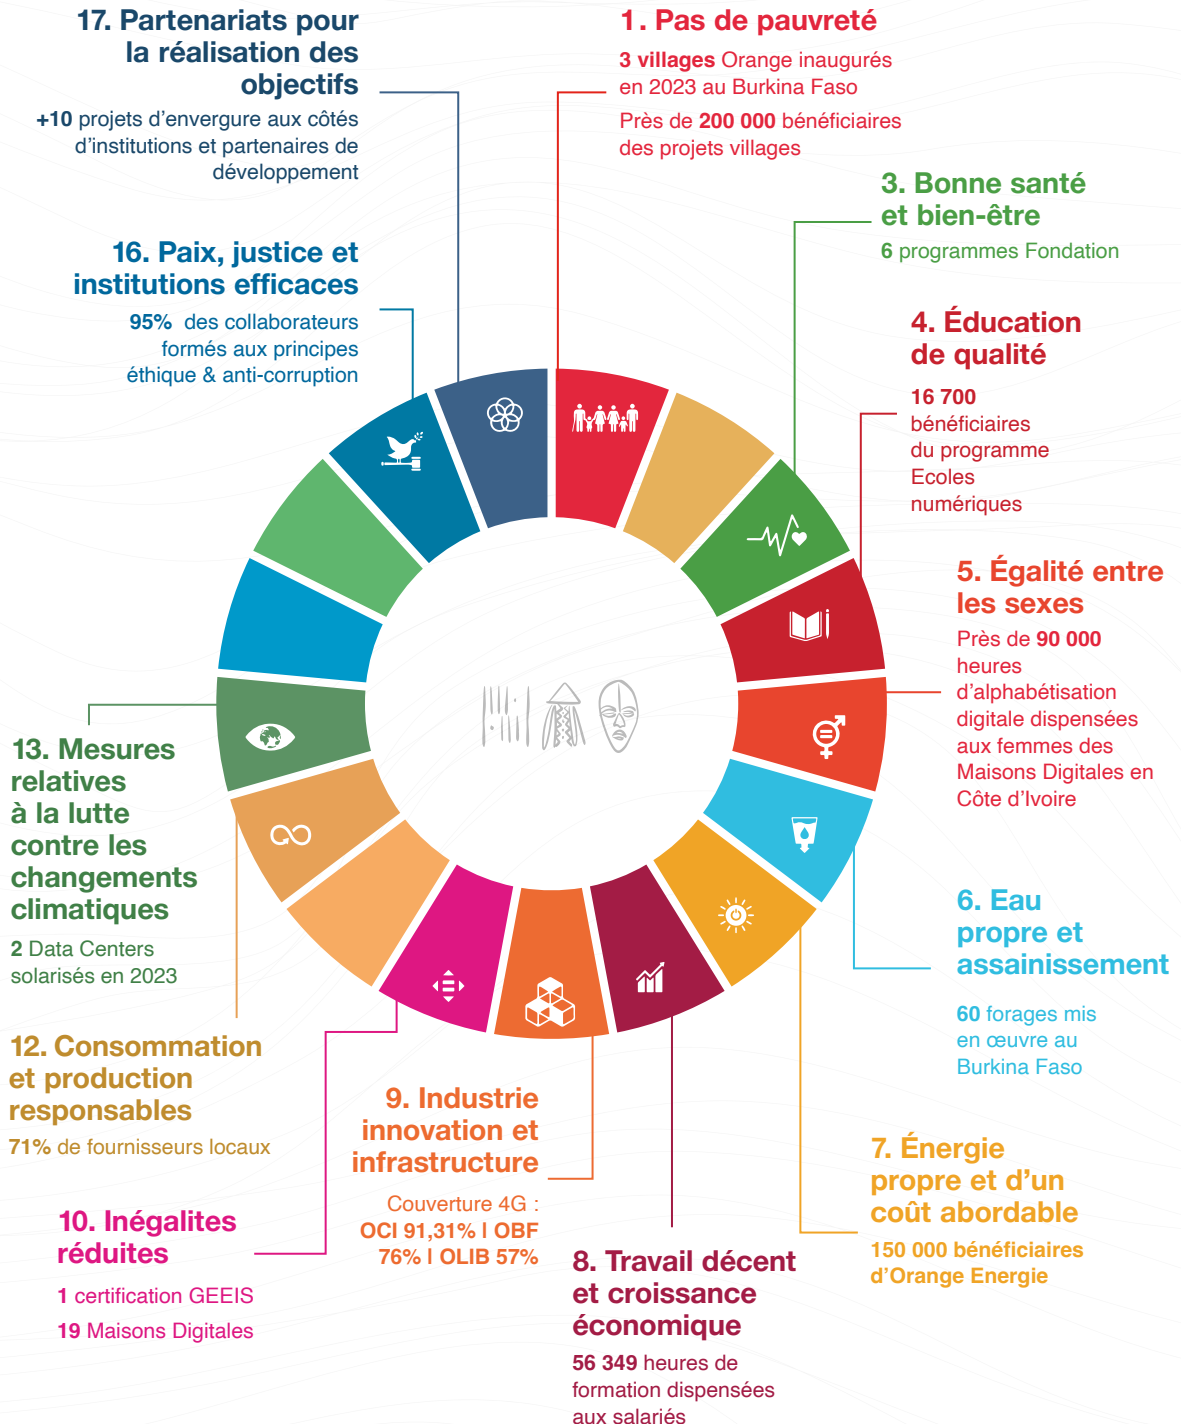 17. Partenariats pour
la réalisation des
objectifs
+10 projets d'envergure aux côtés
d'institutions et partenaires de
développement
1. Pas de pauvreté
3 villages Orange inaugurés
en 2023 au Burkina Faso
Près de 200 000 bénéficiaires
des projets villages
3. Bonne santé
et bien-être
6 programmes Fondation
16. Paix, justice et
institutions efficaces
95% des collaborateurs
formés aux principes
éthique & anti-corruption
4. Éducation
de qualité
16 700
bénéficiaires
du programme
Ecoles
numériques
5. Égalité entre
les sexes
Près de 90 000
heures
d'alphabétisation
digitale dispensées
aux femmes des
Maisons Digitales en
Côte d'Ivoire
13. Mesures
relatives
à la lutte
contre les
changements
climatiques
2 Data Centers
solarisés en 2023
6. Eau
propre et
assainissement
60 forages mis
en œuvre au
Burkina Faso
12. Consommation
et production
responsables
71% de fournisseurs locaux
9. Industrie
innovation et
infrastructure
Couverture 4G :
OCI 91,31% I OBF
76% I OLIB 57%
7. Énergie
propre et d'un
coût abordable
150 000 bénéficiaires
d'Orange Energie
10. Inégalites
réduites
1 certification GEEIS
19 Maisons Digitales
8. Travail décent
et croissance
économique
56 349 heures de
formation dispensées
aux salariés